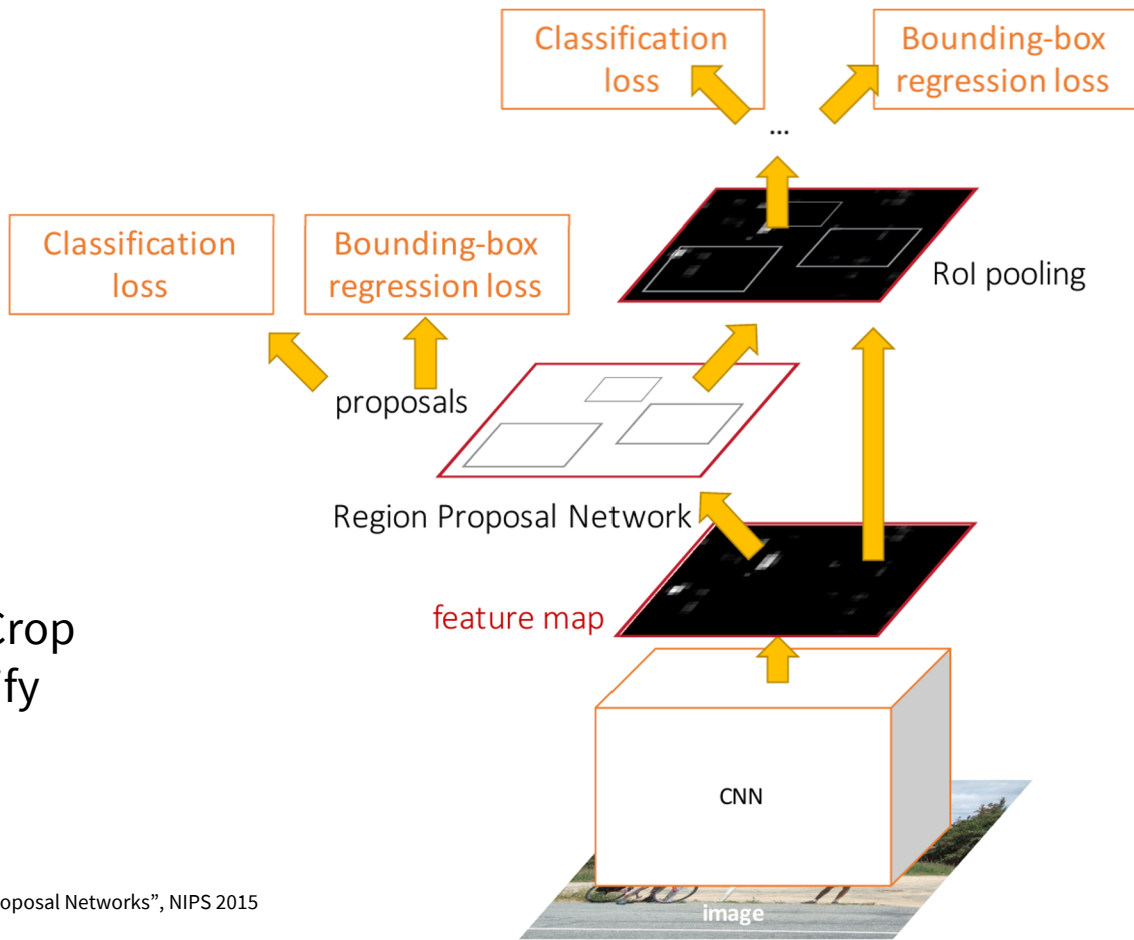 Classification
loss
Bounding-box
regression loss
...
Classification
loss
Bounding-box
regression loss
RoI pooling
proposals
Region Proposal Network
feature map
Crop
fy
CNN
image
oposal Networks”, NIPS 2015